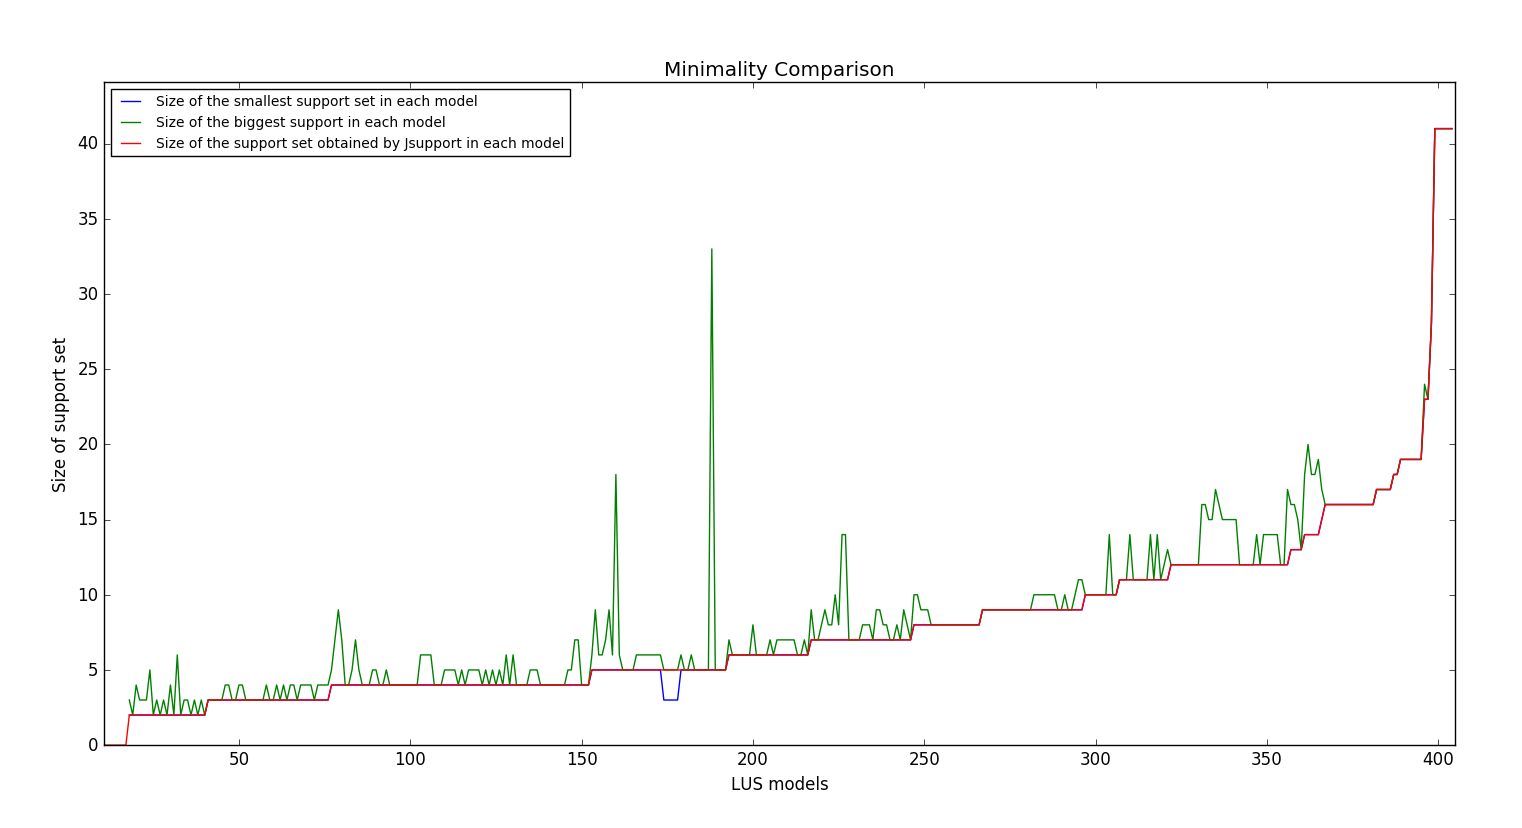 Minimality Comparison
Size of the smallest support set in each model
Size of the biggest support in each model
Size of the support set obtained by Jsupport in each model
40
35
30
25
20
15
10
5
0
Size of support set
50 100 150 200 250 300 350 400
LUS models